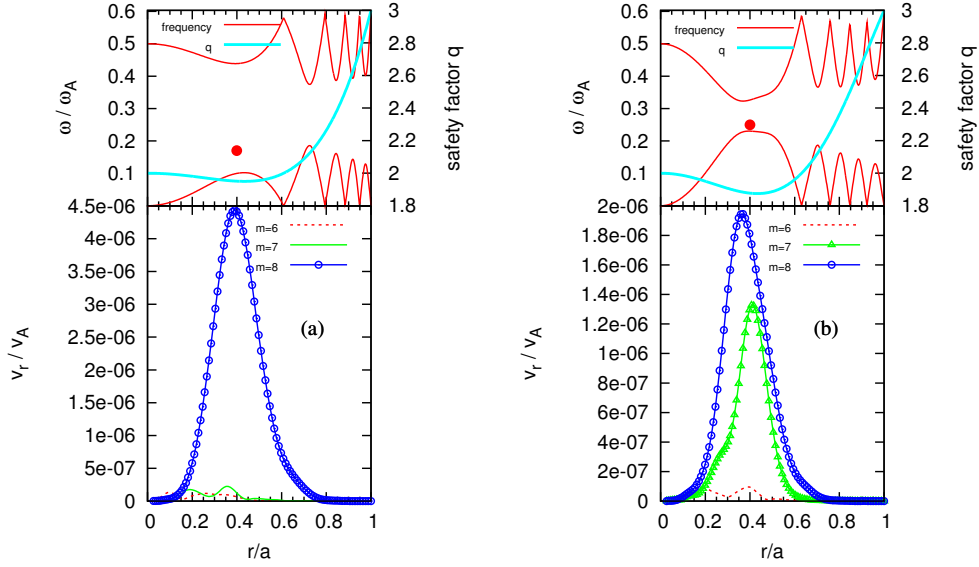 0.6
0.5
0.4
0.3
0.2
0.1
ω / ω_A
frequency
q
3
2.8
2.6
2.4
2.2
2
1.8
safety factor q
4.5e-06
4e-06
3.5e-06
3e-06
2.5e-06
2e-06
1.5e-06
1e-06
5e-07
0
v_r / v_A
m=6
m=7
m=8
(a)
0 0.2 0.4 0.6 0.8 1
r/a
0.6
0.5
0.4
0.3
0.2
0.1
ω / ω_A
frequency
q
3
2.8
2.6
2.4
2.2
2
1.8
safety factor q
2e-06
1.8e-06
1.6e-06
1.4e-06
1.2e-06
1e-06
8e-07
6e-07
4e-07
2e-07
0
v_r / v_A
m=6
m=7
m=8
(b)
0 0.2 0.4 0.6 0.8 1
r/a